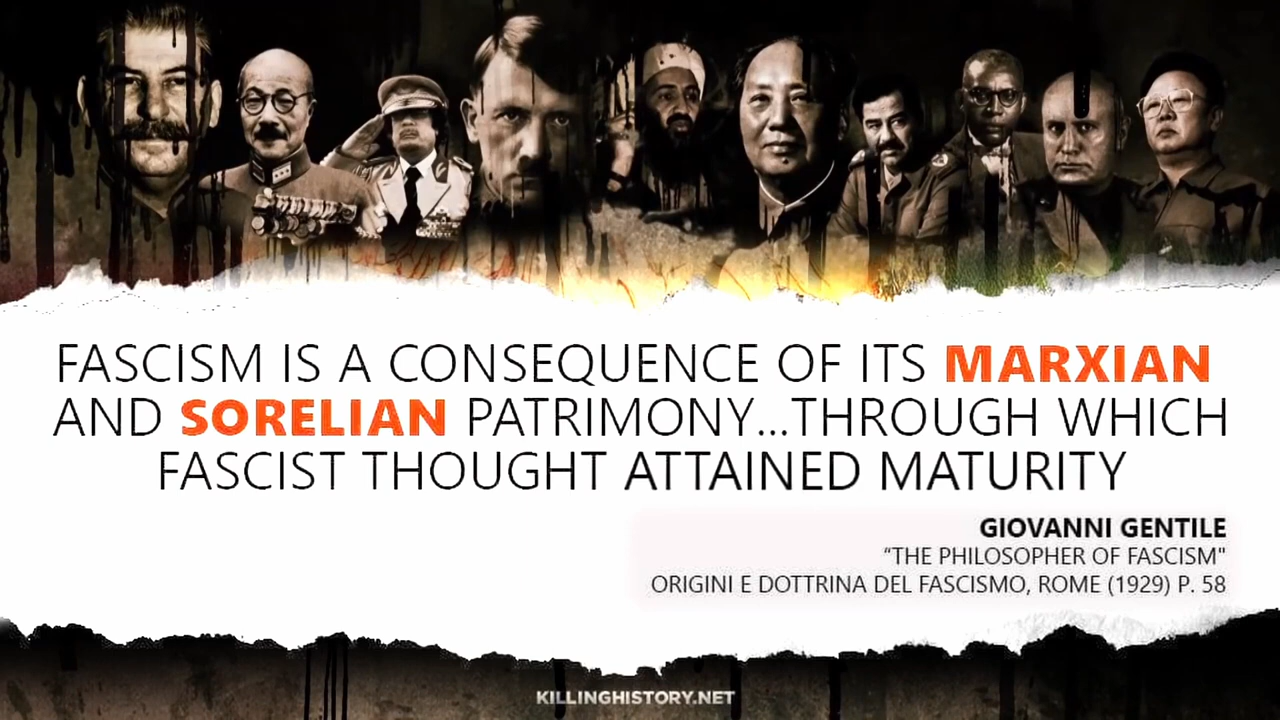 FASCISM IS A CONSEQUENCE OF ITS MARXIAN
AND SORELIAN PATRIMONY...THROUGH WHICH
FASCIST THOUGHT ATTAINED MATURITY
GIOVANNI GENTILE
“THE PHILOSOPHER OF FASCISM"
ORIGINI E DOTTRINA DEL FASCISMO, ROME (1929) P. 58
KILLINGHISTORY.NET